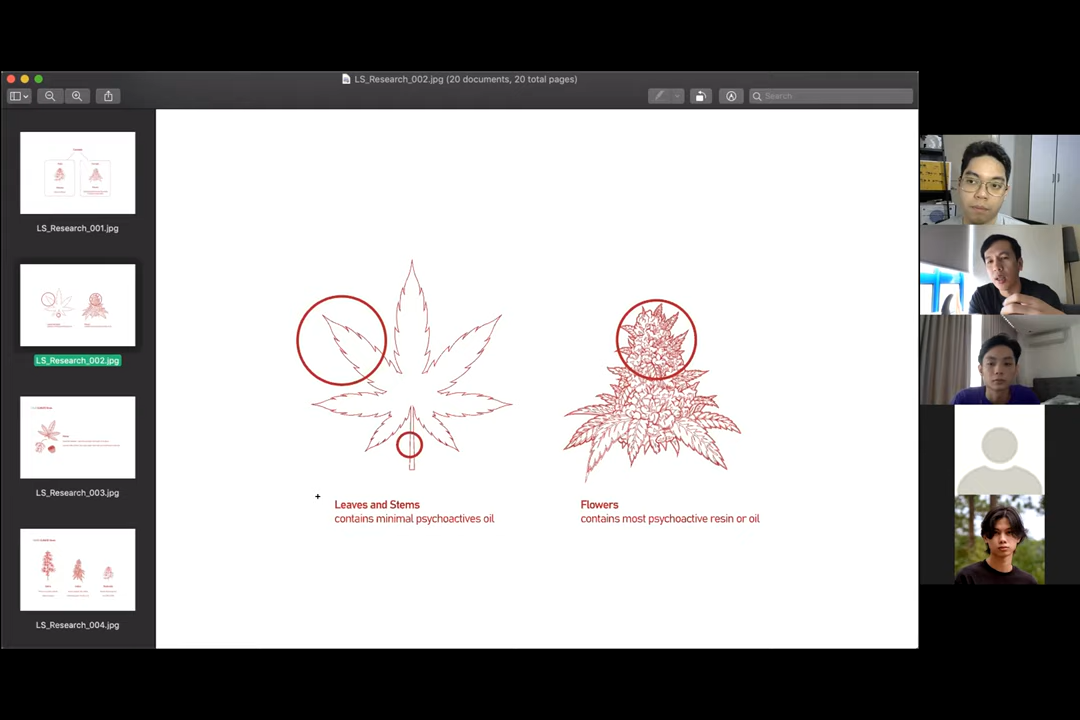 LS_Research_002.jpg (20 documents, 20 total pages)
Search
LS_Research_001.jpg
LS_Research_002.jpg
LS_Research_003.jpg
LS_Research_004.jpg
Leaves and Stems
contains minimal psychoactives oil
Flowers
contains most psychoactive resin or oil